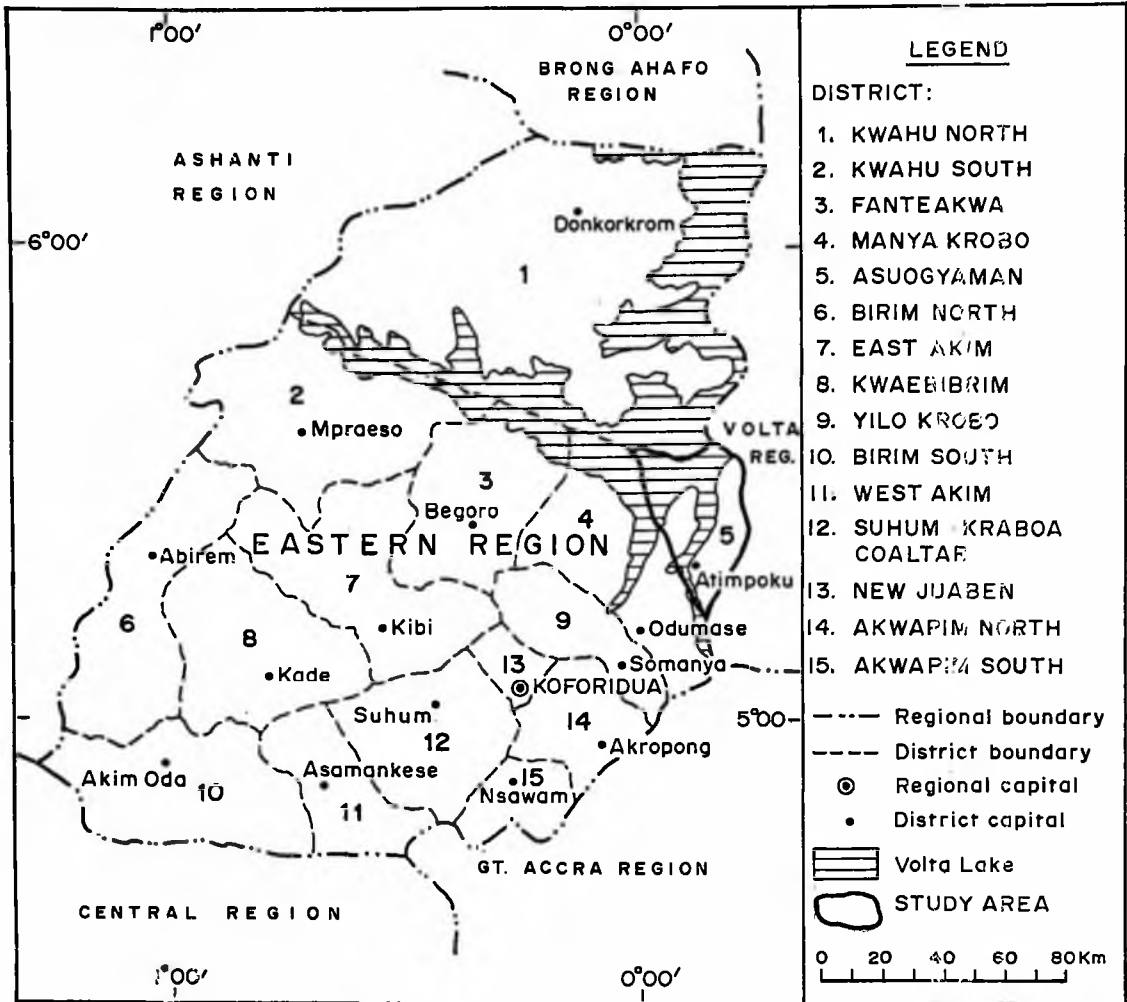 1°00'
0°00'
BRONG AHAFO
REGION
ASHANTI
REGION
6°00'
Donkorkrom
1
2
Mpraeso
VOLTA
REG.
3
Begoro
4
5
EASTERN REGION
Abirem
Atimpoku
7
6
8
Kibi
9
Odumase
Kade
13
Somanya
KOFORIDUA
Suhum
14
5°00
12
Akropong
Akim Oda
10
Asamankese
15
Nsawam
11
GT. ACCRA REGION
CENTRAL REGION
1°00'
0°00'
LEGEND
DISTRICT:
1. KWAHU NORTH
2. KWAHU SOUTH
3. FANTEAKWA
4. MANYA KROBO
5. ASUOGYAMAN
6. BIRIM NORTH
7. EAST AKIM
8. KWAEBIBRIM
9. YILO KROBO
10. BIRIM SOUTH
11. WEST AKIM
12. SUHUM KRABOA
COALTAR
13. NEW JUABEN
14. AKWAPIM NORTH
15. AKWAPIM SOUTH
Regional boundary
District boundary
Regional capital
District capital
Volta Lake
STUDY AREA
0 20 40 60 80Km